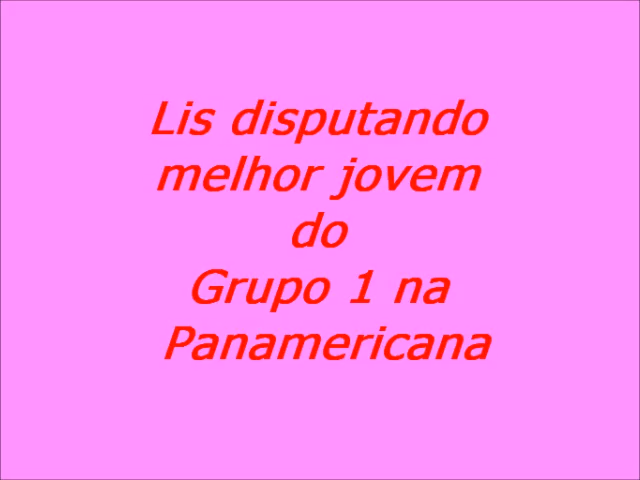 Lis disputando
melhor jovem
do
Grupo 1 na
Panamericana